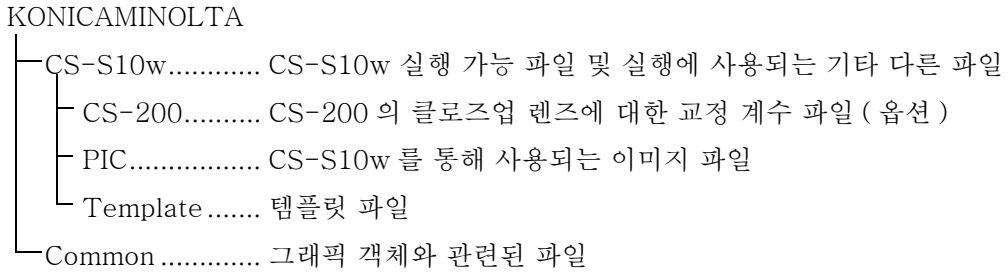 KONICAMINOLTA
CS-S10w............ CS-S10w 실행 가능 파일 및 실행에 사용되는 기타 다른 파일
CS-200.......... CS-200 의 클로즈업 렌즈에 대한 교정 계수 파일 ( 옵션 )
PIC................ CS-S10w 를 통해 사용되는 이미지 파일
Template ....... 템플릿 파일
Common ............. 그래픽 객체와 관련된 파일